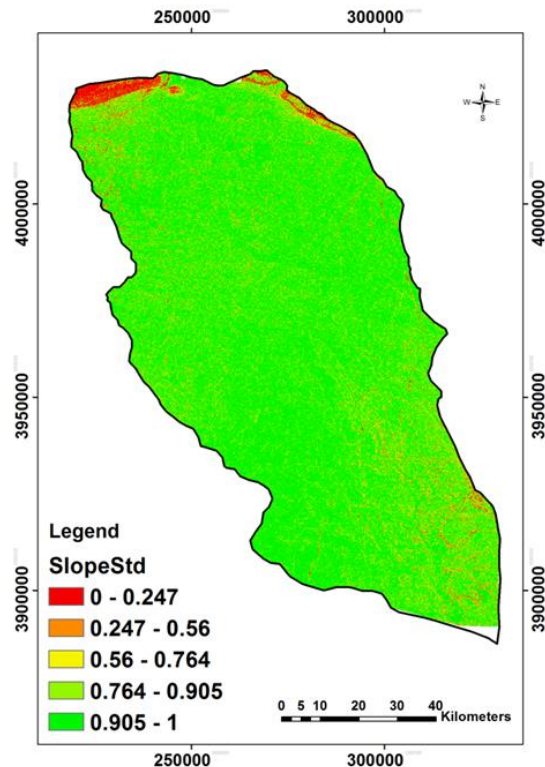 250000 300000
N
W E
S
4000000 4000000
3950000 3950000
Legend
SlopeStd
0 - 0.247
0.247 - 0.56
0.56 - 0.764
0.764 - 0.905
0.905 - 1
3900000 3900000
0 5 10 20 30 40
Kilometers
250000 300000